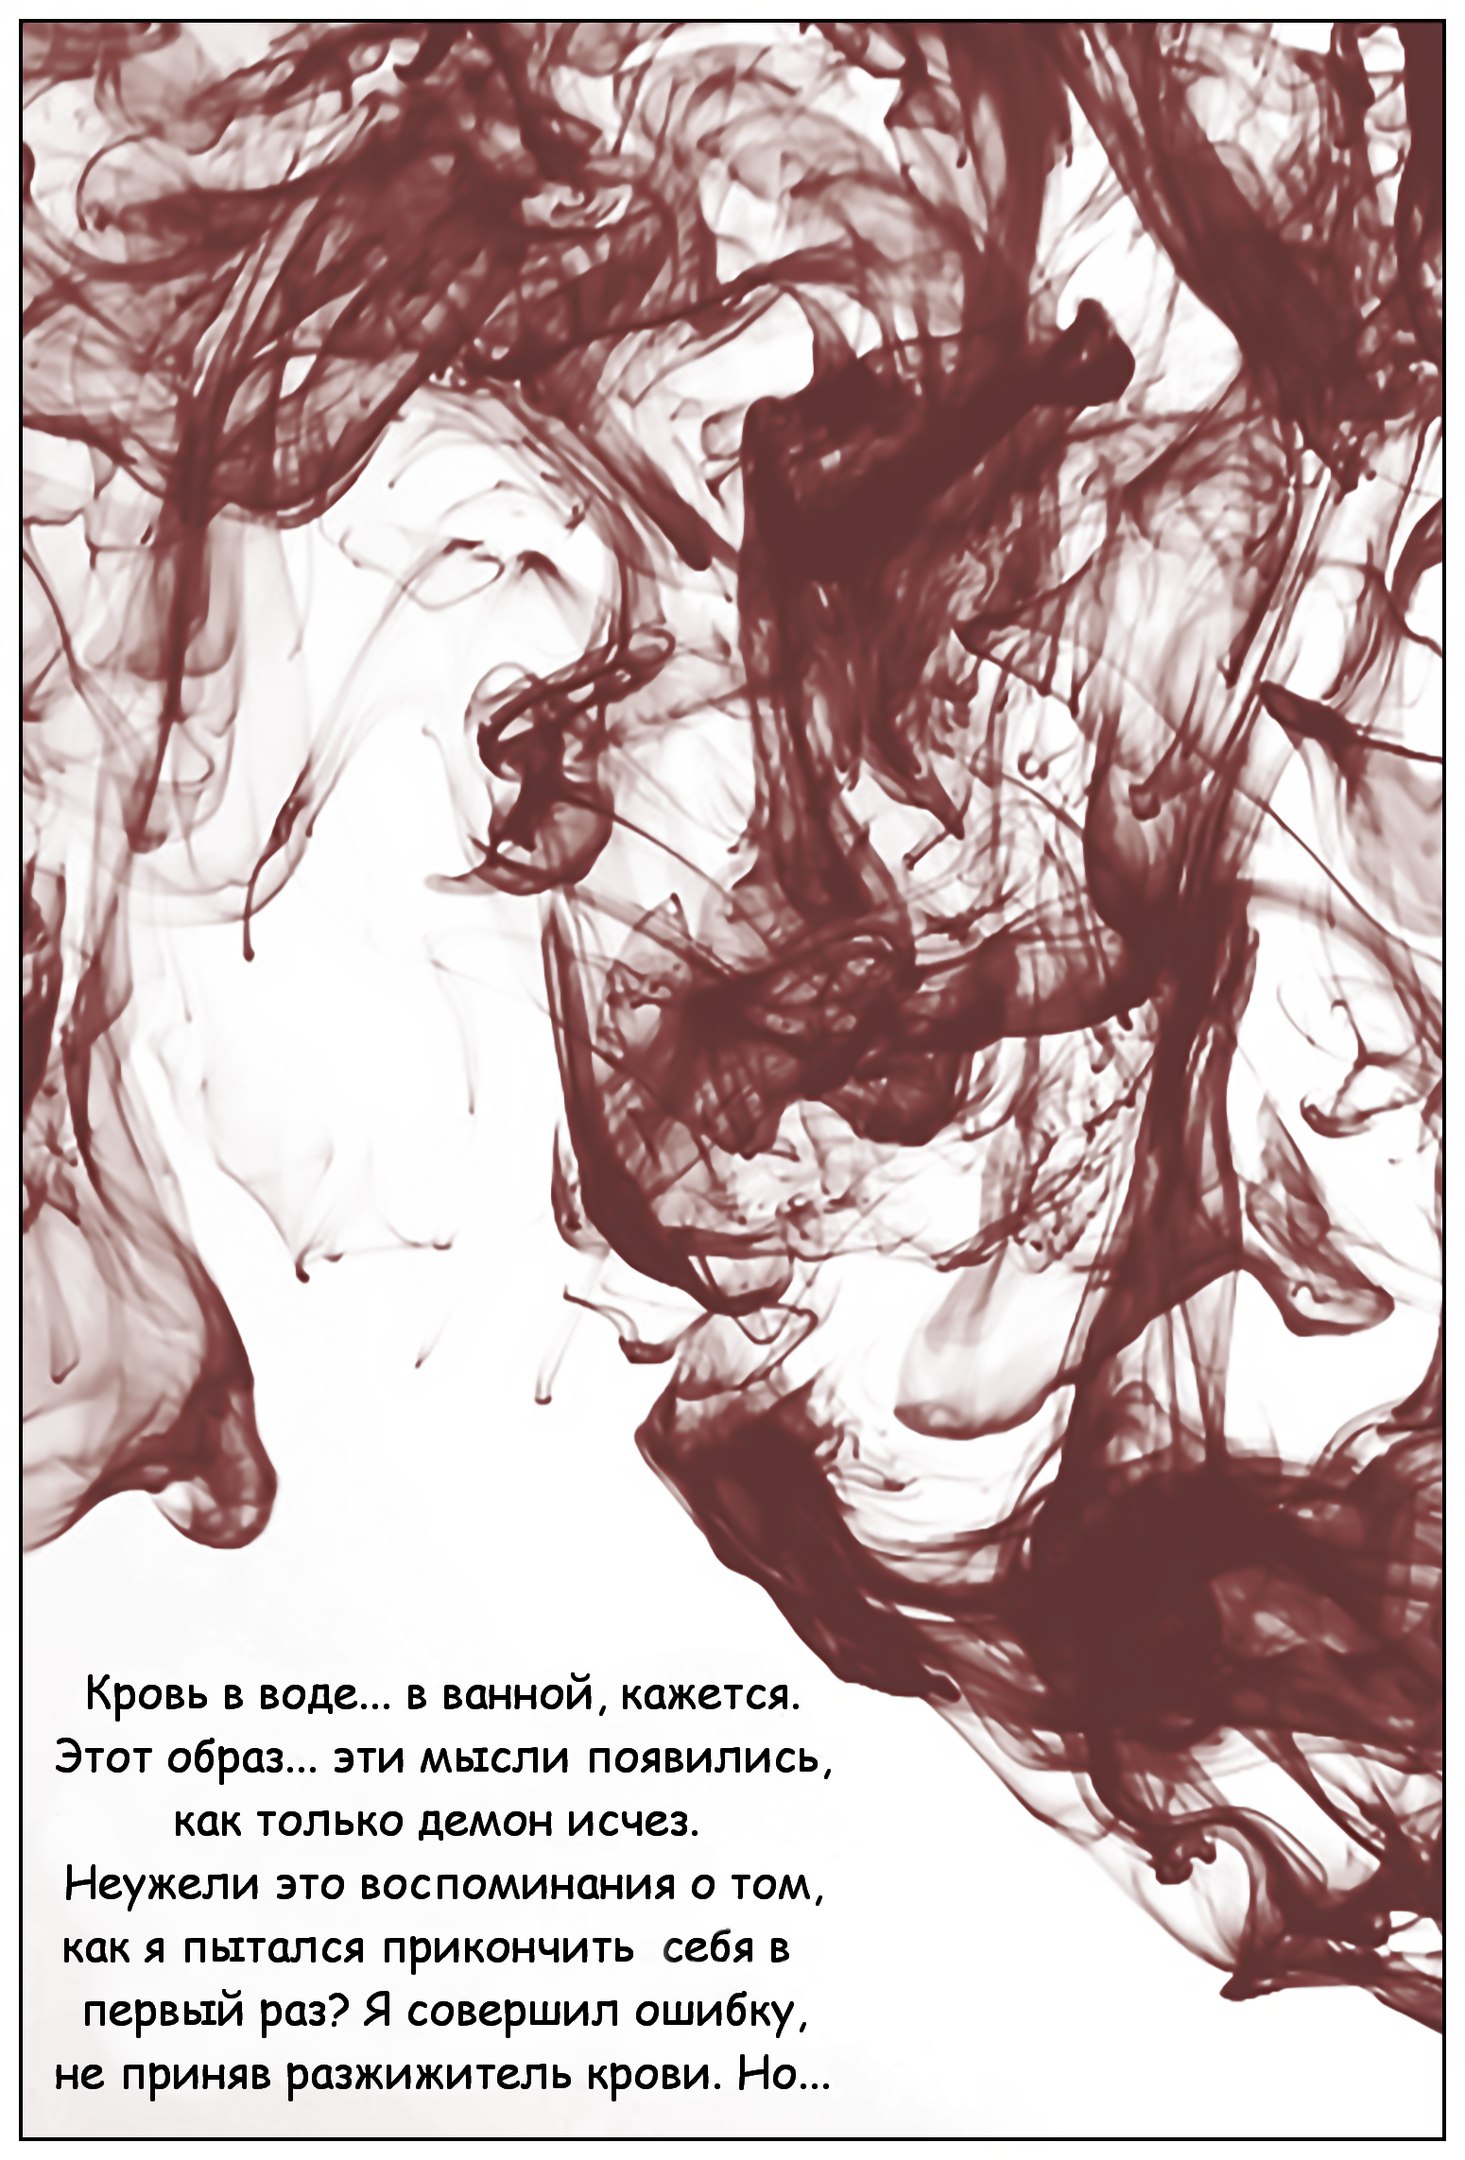 Кровь в воде... в ванной, кажется.
Этот образ... эти мысли появились,
как только демон исчез.
Неужели это воспоминания о том,
как я пытался прикончить себя в
первый раз? Я совершил ошибку,
не приняв разжижитель крови. Но...